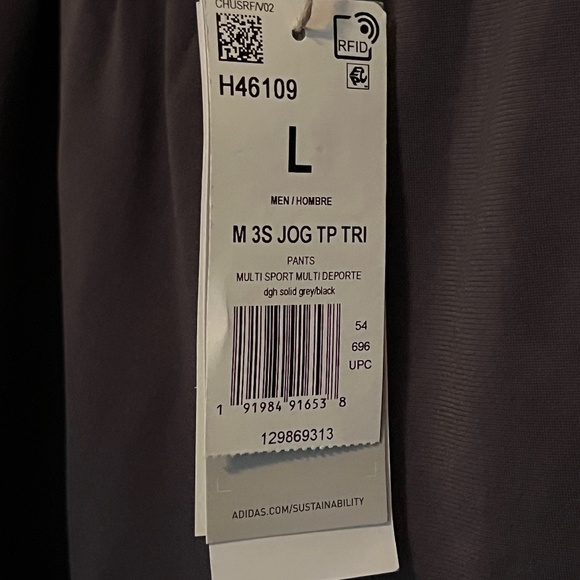 CHUSRF/V02
RFID
H46109
L
MEN / HOMBRE
M 3S JOG TP TRI
PANTS
MULTI SPORT MULTI DEPORTE
dgh solid grey/black
54
696
UPC
1 91984 91653 8
129869313
ADIDAS.COM/SUSTAINABILITY